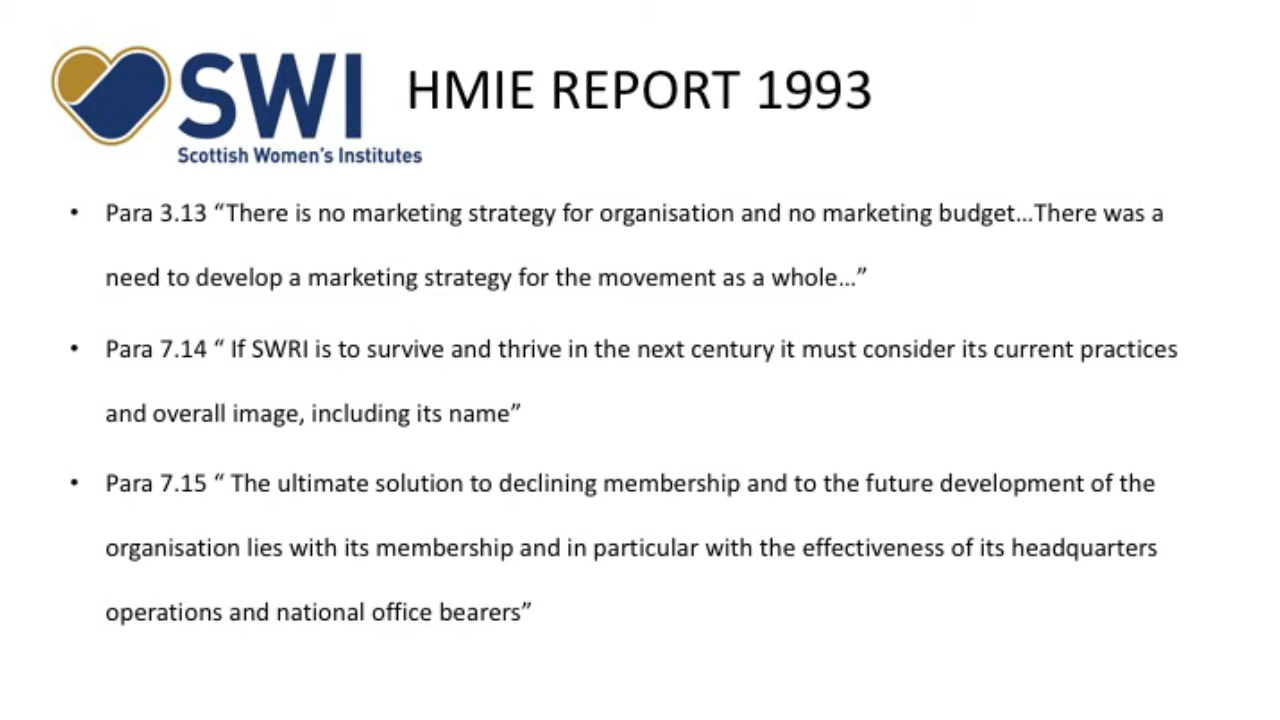 SWI
Scottish Women's Institutes
HMIE REPORT 1993
• Para 3.13 “There is no marketing strategy for organisation and no marketing budget…There was a
need to develop a marketing strategy for the movement as a whole…”
• Para 7.14 “ If SWRI is to survive and thrive in the next century it must consider its current practices
and overall image, including its name”
• Para 7.15 “ The ultimate solution to declining membership and to the future development of the
organisation lies with its membership and in particular with the effectiveness of its headquarters
operations and national office bearers”